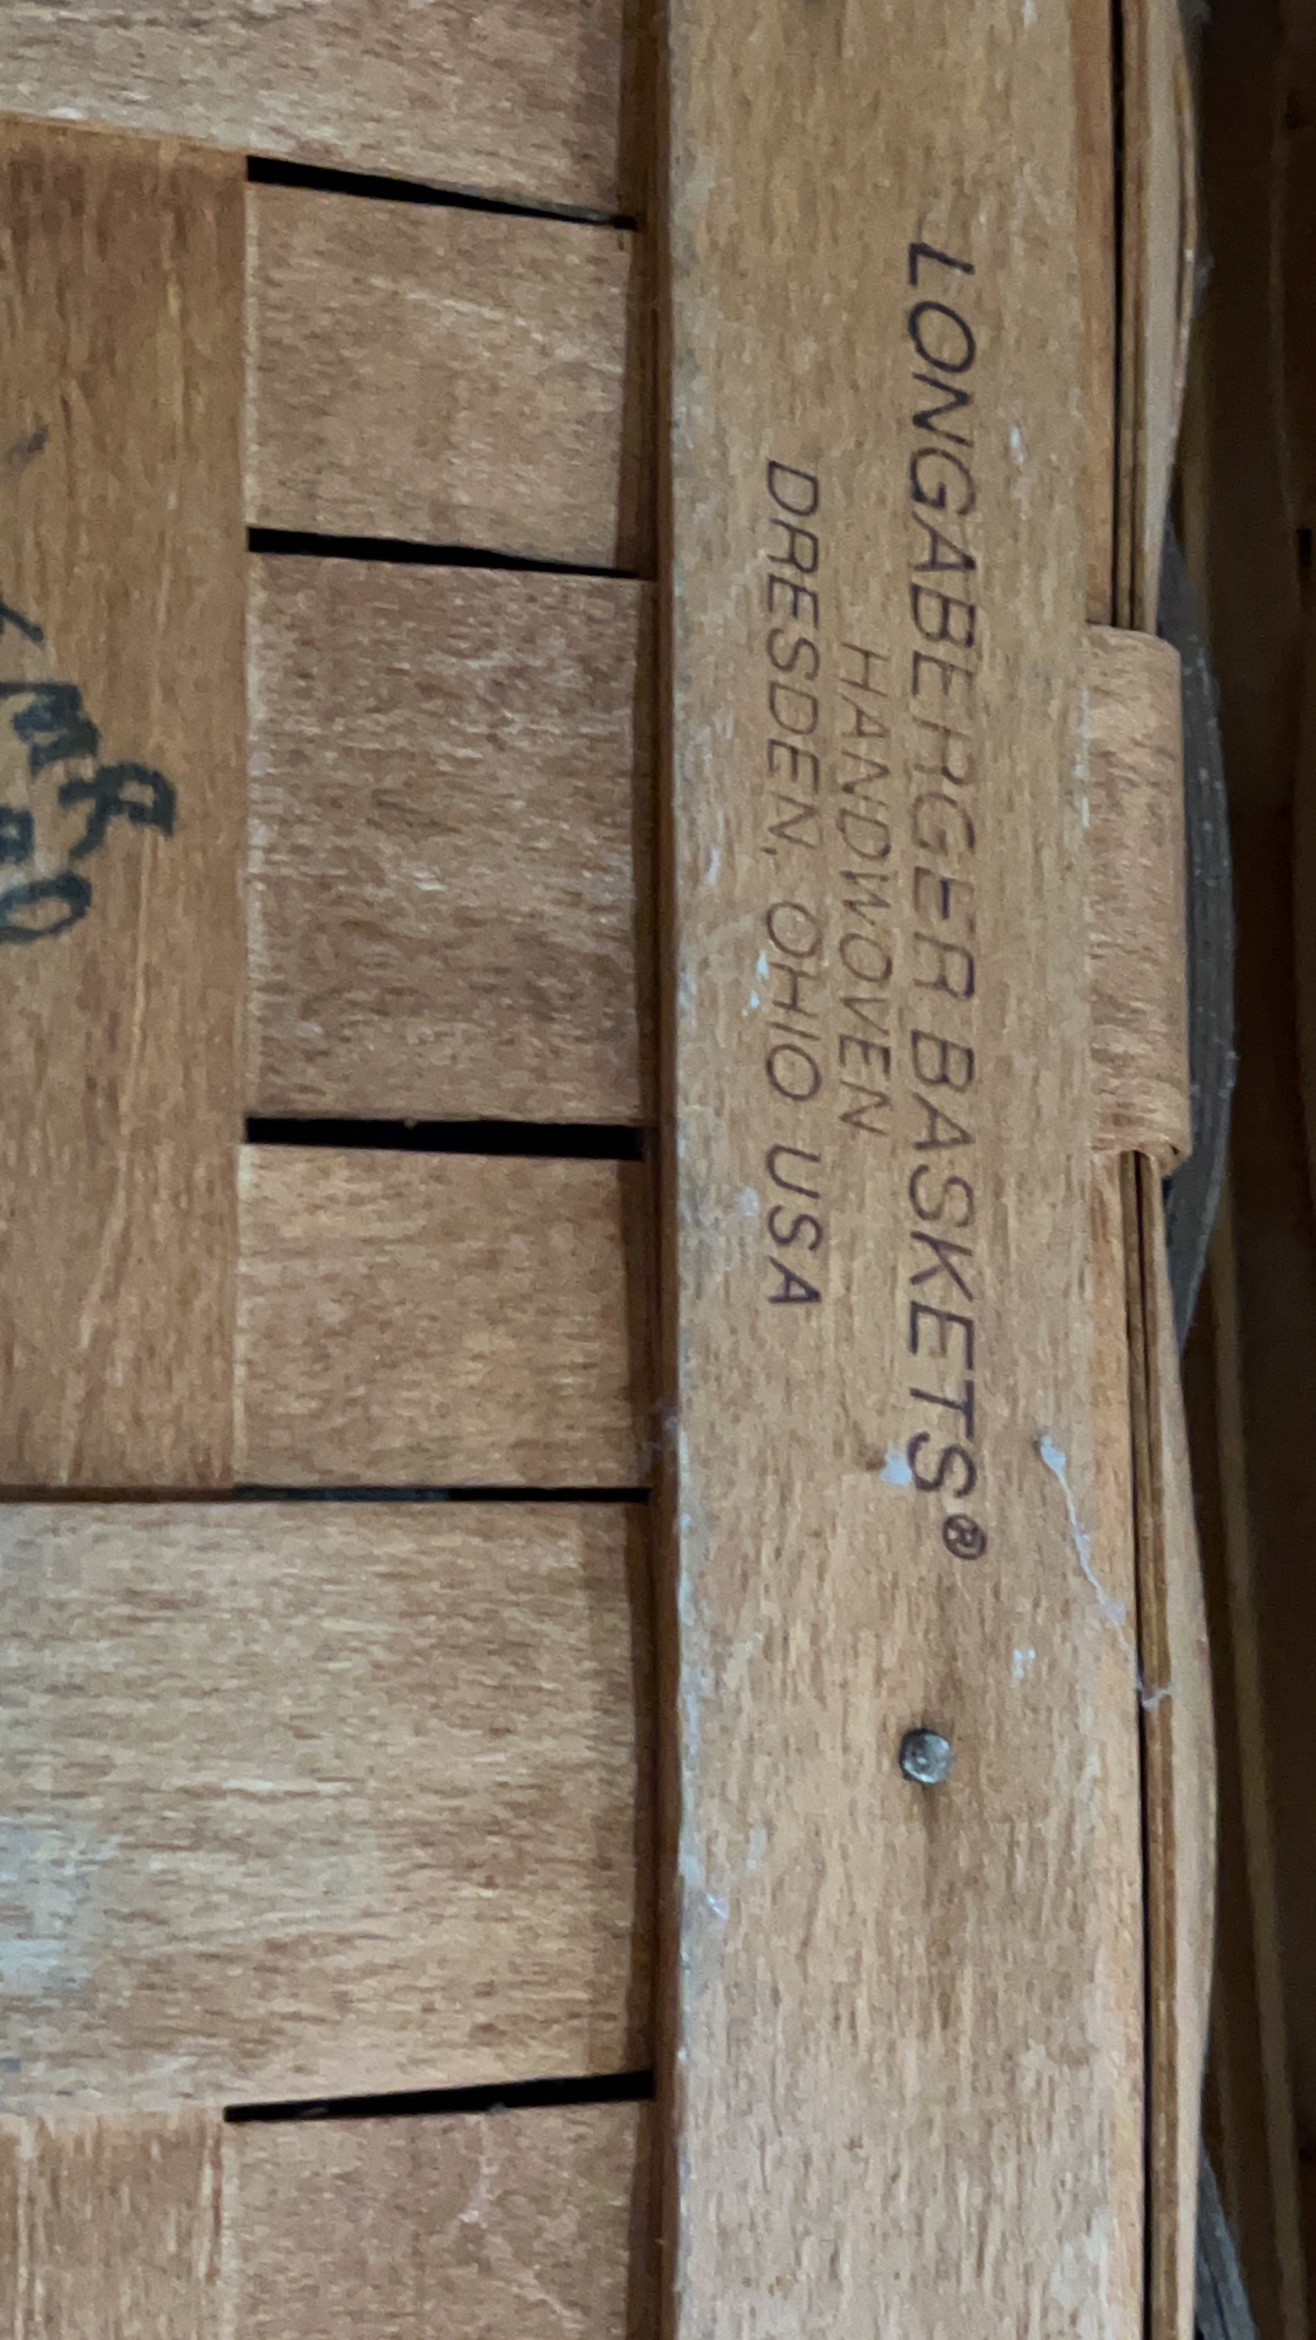 LONGABERGER BASKETS®
HANDWOVEN
DRESDEN, OHIO USA